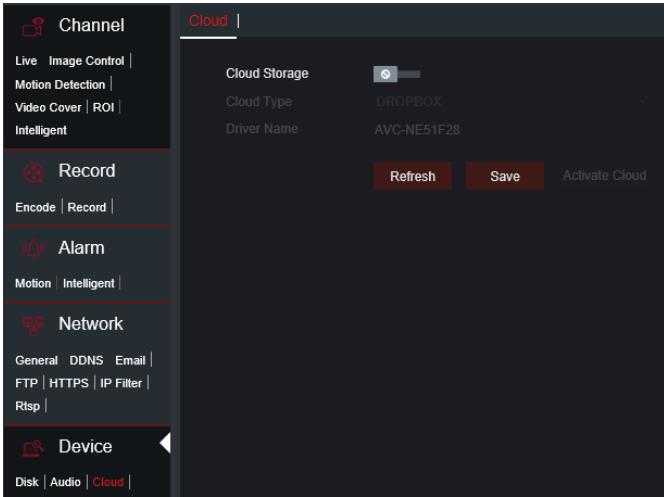 Channel
Live Image Control |
Motion Detection |
Video Cover | ROI |
Intelligent
Record
Encode | Record |
Alarm
Motion | Intelligent |
Network
General DDNS Email |
FTP | HTTPS | IP Filter |
Rtsp |
Device
Disk | Audio | Cloud |
Cloud |
Cloud Storage
Cloud Type DROPBOX
Driver Name AVC-NE51F28
Refresh Save Activate Cloud